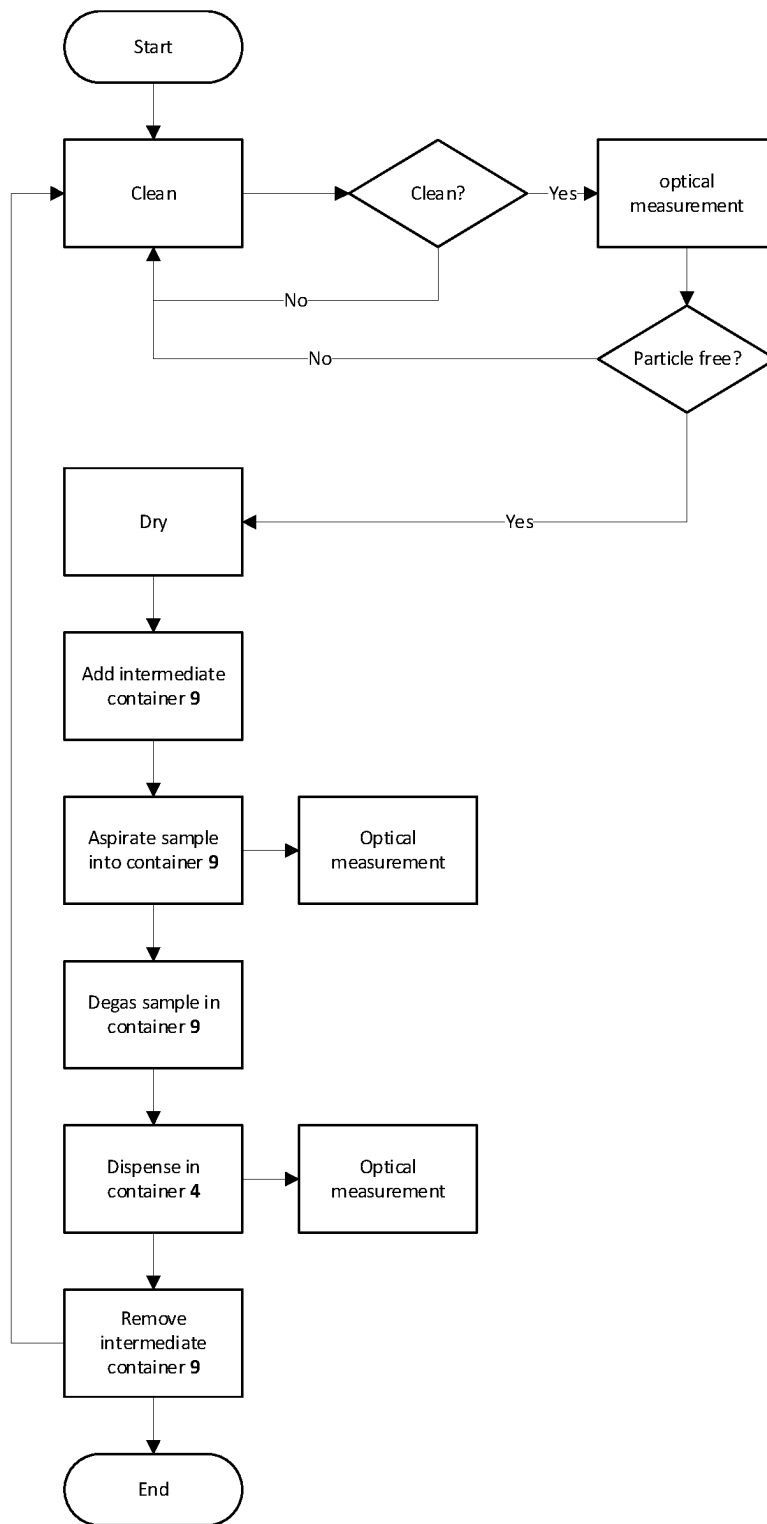 Start
Clean
Clean?
Yes
optical
measurement
No
No
Particle free?
Dry
Yes
Add intermediate
container 9
Aspirate sample
into container 9
Optical
measurement
Degas sample in
container 9
Dispense in
container 4
Optical
measurement
Remove
intermediate
container 9
End